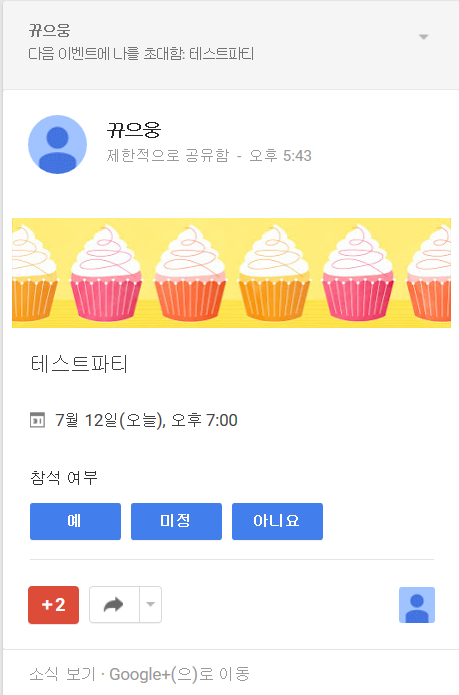 뀨으웅
다음 이벤트에 나를 초대함: 테스트파티
뀨으웅
제한적으로 공유함 - 오후 5:43
테스트파티
31 7월 12일(오늘), 오후 7:00
참석 여부
예 미정 아니요
+2
소식 보기 · Google+(으)로 이동